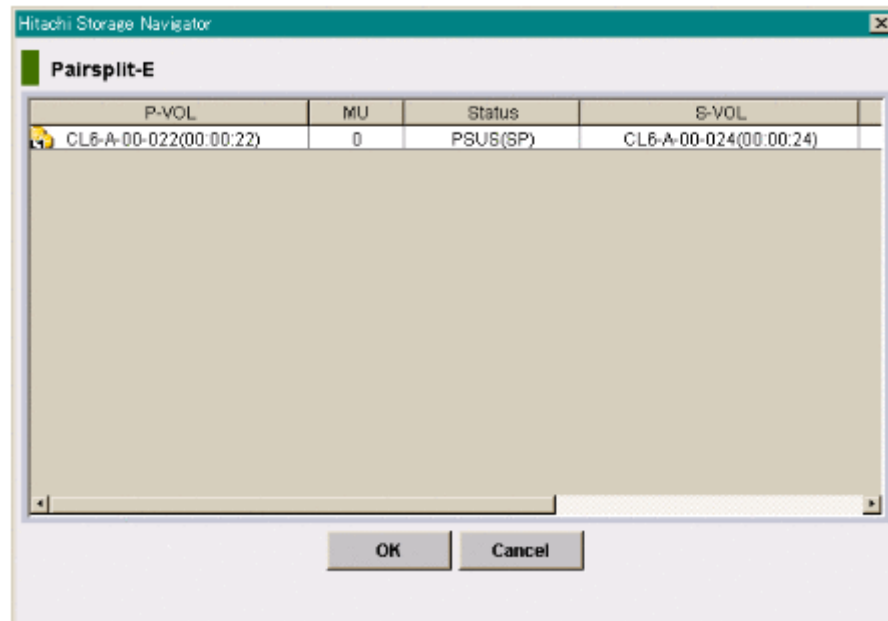 Hitachi Storage Navigator
Pairsplit-E
P-VOL MU Status S-VOL
CL6-A-00-022(00:00:22) 0 PSUS(SP) CL6-A-00-024(00:00:24)
OK Cancel